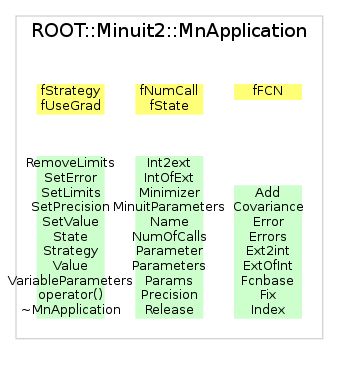 ROOT::Minuit2::MnApplication
fStrategy
fUseGrad
fNumCall
fState
fFCN
RemoveLimits
SetError
SetLimits
SetPrecision
SetValue
State
Strategy
Value
VariableParameters
operator()
~MnApplication
Int2ext
IntOfExt
Minimizer
MinuitParameters
Name
NumOfCalls
Parameter
Parameters
Params
Precision
Release
Add
Covariance
Error
Errors
Ext2int
ExtOfInt
Fcnbase
Fix
Index